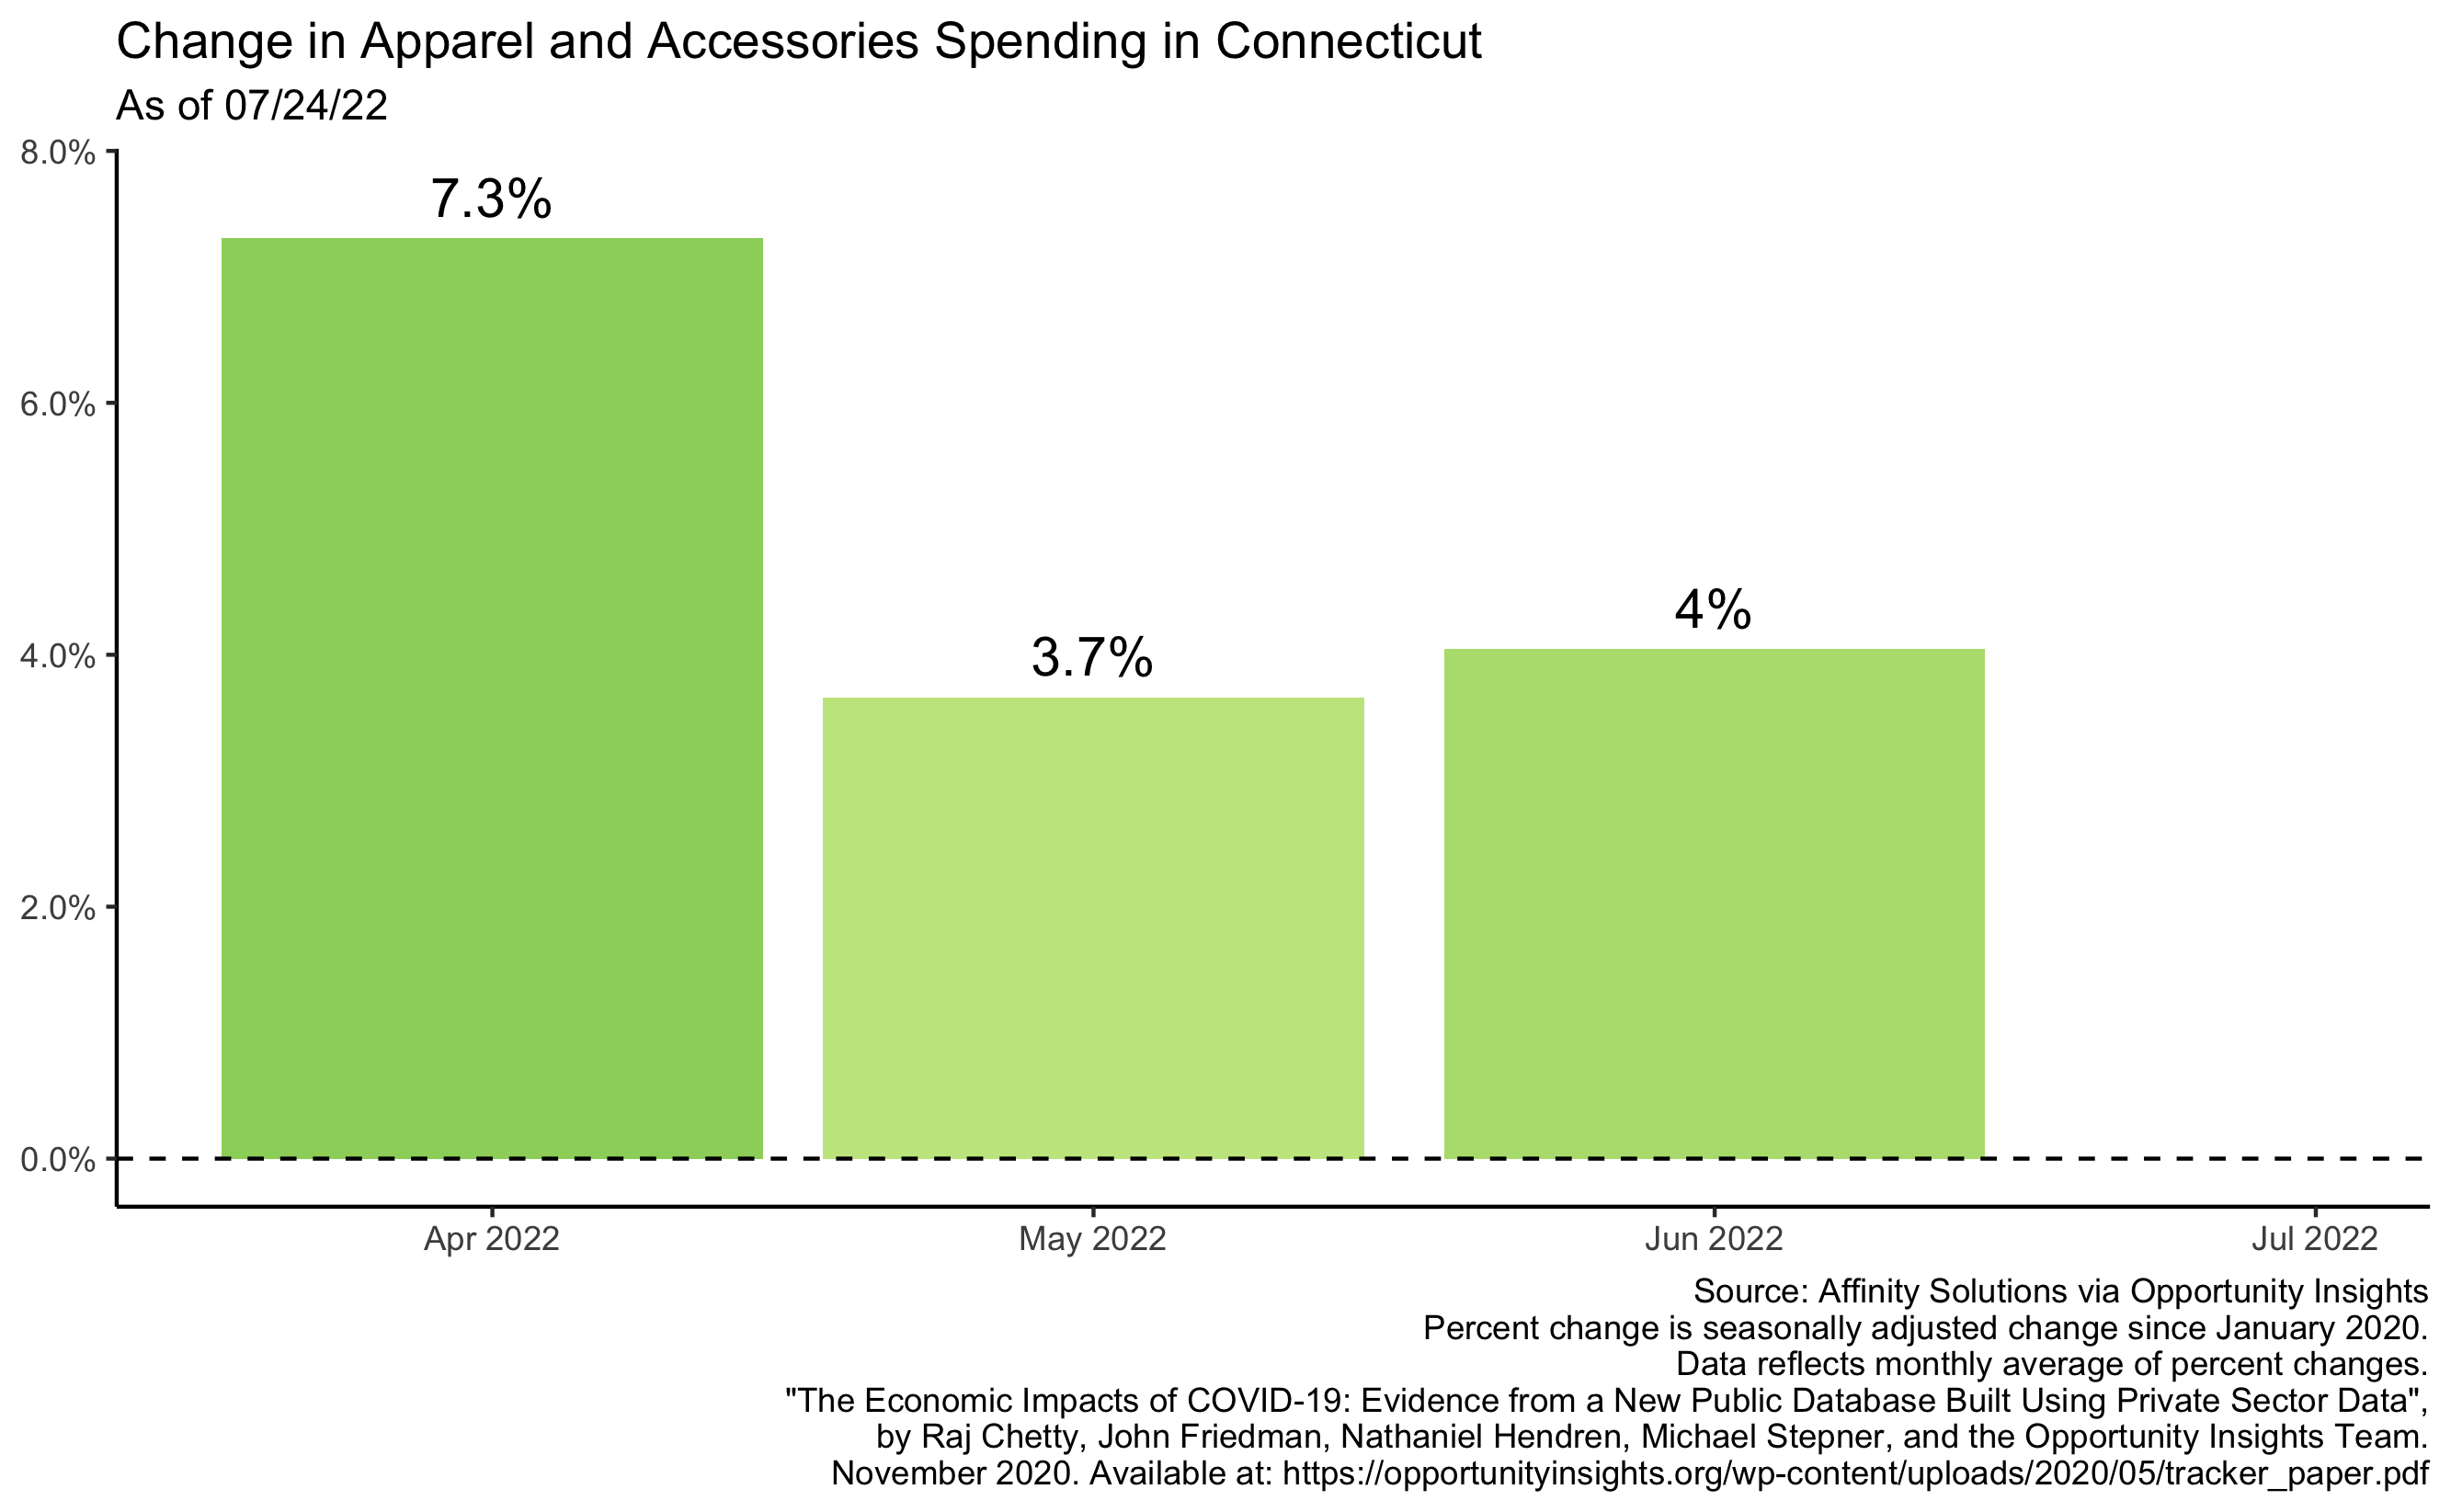 Change in Apparel and Accessories Spending in Connecticut
As of 07/24/22
8.0%
7.3%
6.0%
4%
4.0%
3.7%
2.0%
0.0%
Apr 2022
May 2022
Jun 2022
Jul 2022
Source: Affinity Solutions via Opportunity Insights
Percent change is seasonally adjusted change since January 2020.
Data reflects monthly average of percent changes.
"The Economic Impacts of COVID-19: Evidence from a New Public Database Built Using Private Sector Data",
by Raj Chetty, John Friedman, Nathaniel Hendren, Michael Stepner, and the Opportunity Insights Team.
November 2020. Available at: https://opportunityinsights.org/wp-content/uploads/2020/05/tracker_paper.pdf